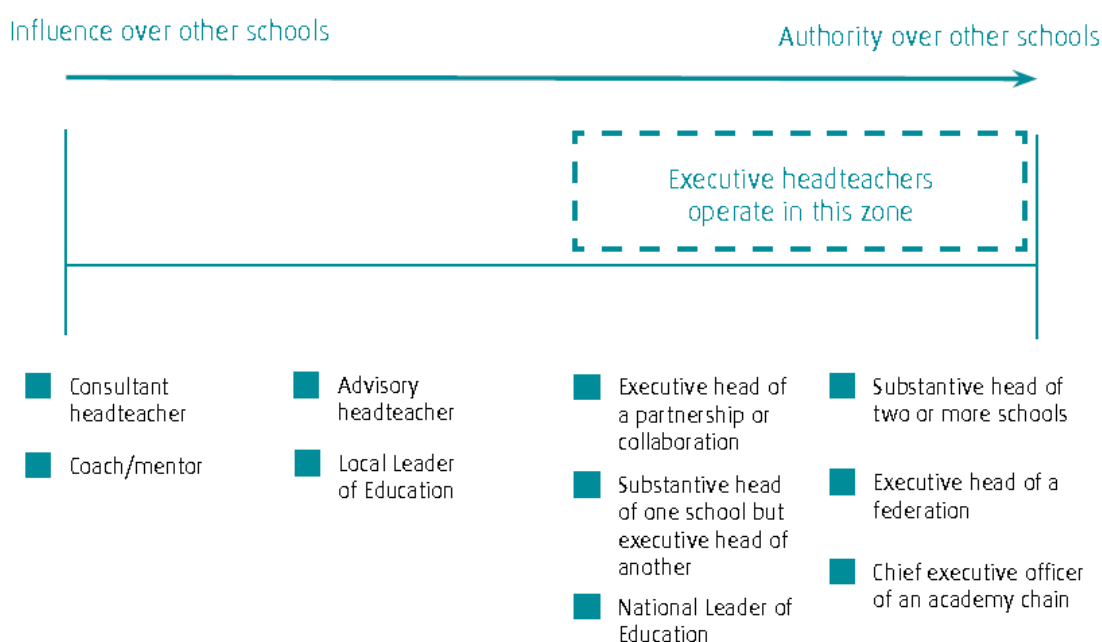 Influence over other schools
Authority over other schools
Executive headteachers
operate in this zone
Consultant
headteacher
Coach/mentor
Advisory
headteacher
Local Leader
of Education
Executive head of
a partnership or
collaboration
Substantive head
of one school but
executive head of
another
National Leader of
Education
Substantive head of
two or more schools
Executive head of a
federation
Chief executive officer
of an academy chain